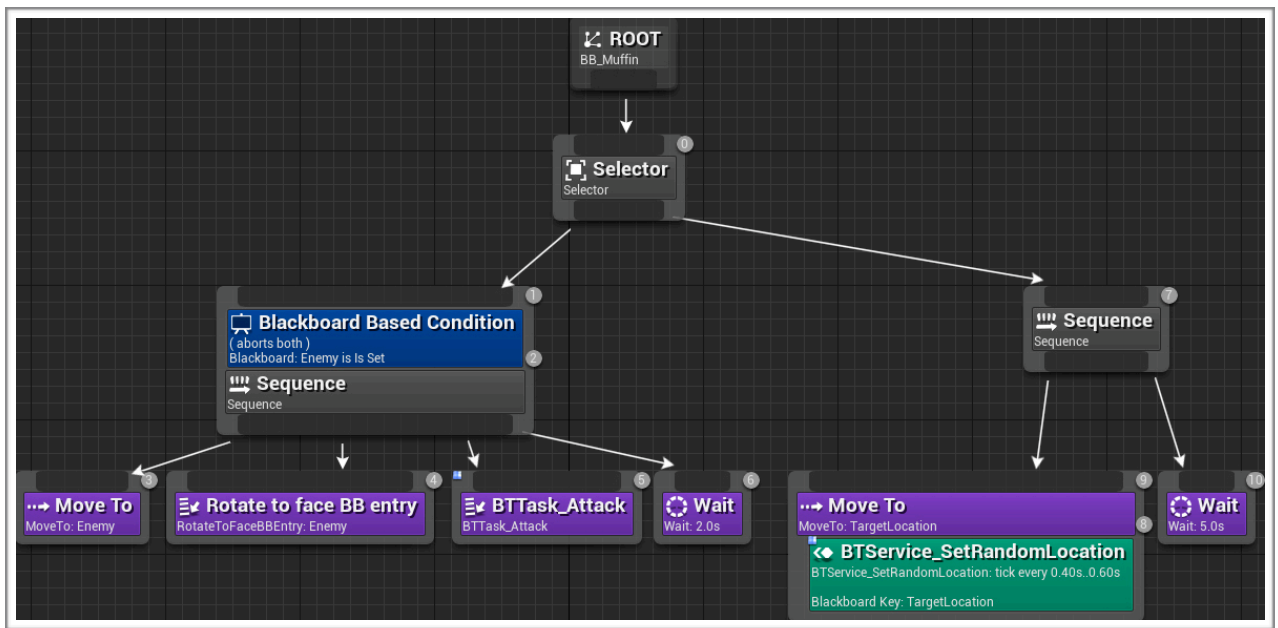 ROOT
BB_Muffin
0
Selector
Selector
1
Blackboard Based Condition
( aborts both )
Blackboard: Enemy is Is Set
2
Sequence
Sequence
7
Sequence
Sequence
3
Move To
MoveTo: Enemy
4
Rotate to face BB entry
RotateToFaceBBEntry: Enemy
5
BTTask_Attack
BTTask_Attack
6
Wait
Wait: 2.0s
9
Move To
MoveTo: TargetLocation
8
BTService_SetRandomLocation
BTService_SetRandomLocation: tick every 0.40s..0.60s
Blackboard Key: TargetLocation
10
Wait
Wait: 5.0s